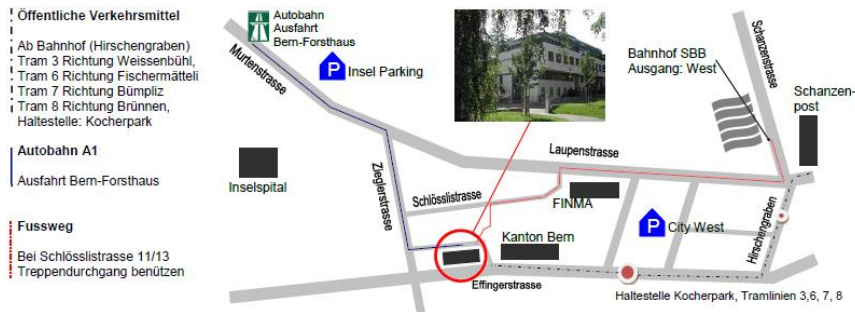 Öffentliche Verkehrsmittel
Ab Bahnhof (Hirschengraben)
Tram 3 Richtung Weissenbühl,
Tram 6 Richtung Fischermätteli
Tram 7 Richtung Bümpliz
Tram 8 Richtung Brünnen,
Haltestelle: Kocherpark
Autobahn A1
Ausfahrt Bern-Forsthaus
Fussweg
Bei Schlösslistrasse 11/13
Treppendurchgang benützen
Autobahn
Ausfahrt
Bern-Forsthaus
Murtenstrasse
P Insel Parking
Inselspital
Zieglerstrasse
Schlösslistrasse
Laupenstrasse
FINMA
Kanton Bern
P City West
Effingerstrasse
Hirschengraben
Schanzenstrasse
Bahnhof SBB
Ausgang: West
Schanzen-
post
Haltestelle Kocherpark, Tramlinien 3,6, 7, 8